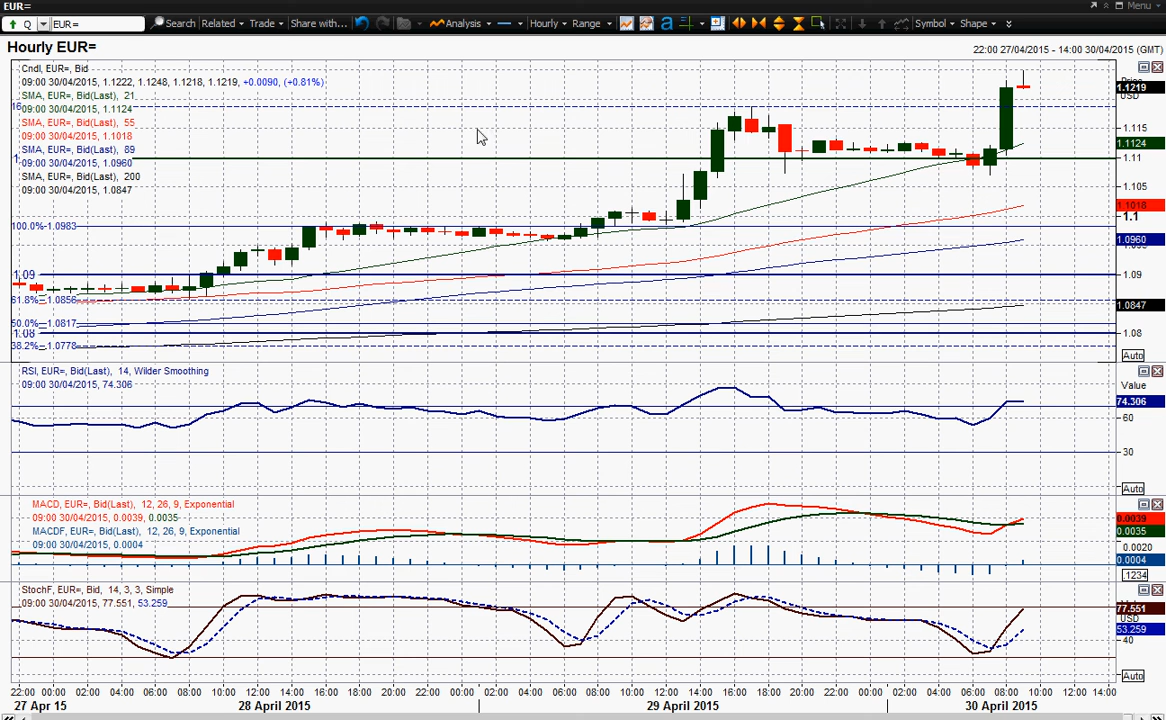 EUR=
Menu
Q EUR= Search Related Trade Share with... Analysis Hourly Range a Symbol Shape
Hourly EUR=
22:00 27/04/2015 - 14:00 30/04/2015 (GMT)
Cndl, EUR=, Bid
09:00 30/04/2015, 1.1222, 1.1248, 1.1218, 1.1219, +0.0090, (+0.81%)
SMA, EUR=, Bid(Last), 21
09:00 30/04/2015, 1.1124
SMA, EUR=, Bid(Last), 55
09:00 30/04/2015, 1.1018
SMA, EUR=, Bid(Last), 89
09:00 30/04/2015, 1.0960
SMA, EUR=, Bid(Last), 200
09:00 30/04/2015, 1.0847
Price
1.1219
USD
1.115
1.1124
1.11
1.105
1.1018
1.1
1.0960
1.09
1.0847
1.08
Auto
100.0% 1.0983
1.09
61.8% 1.0856
50.0% 1.0817
1.08
38.2% 1.0778
RSI, EUR=, Bid(Last), 14, Wilder Smoothing
09:00 30/04/2015, 74.306
Value
74.306
60
30
Auto
MACD, EUR=, Bid(Last), 12, 26, 9, Exponential
09:00 30/04/2015, 0.0039, 0.0035
MACDF, EUR=, Bid(Last), 12, 26, 9, Exponential
09:00 30/04/2015, 0.0004
0.0039
0.0035
0.0020
0.0004
.1234
StochF, EUR=, Bid, 14, 3, 3, Simple
09:00 30/04/2015, 77.551, 53.259
77.551
USD
53.259
40
Auto
22:00 00:00 02:00 04:00 06:00 08:00 10:00 12:00 14:00 16:00 18:00 20:00 22:00 00:00 02:00 04:00 06:00 08:00 10:00 12:00 14:00 16:00 18:00 20:00 22:00 00:00 02:00 04:00 06:00 08:00 10:00 12:00 14:00
27 Apr 15 28 April 2015 29 April 2015 30 April 2015